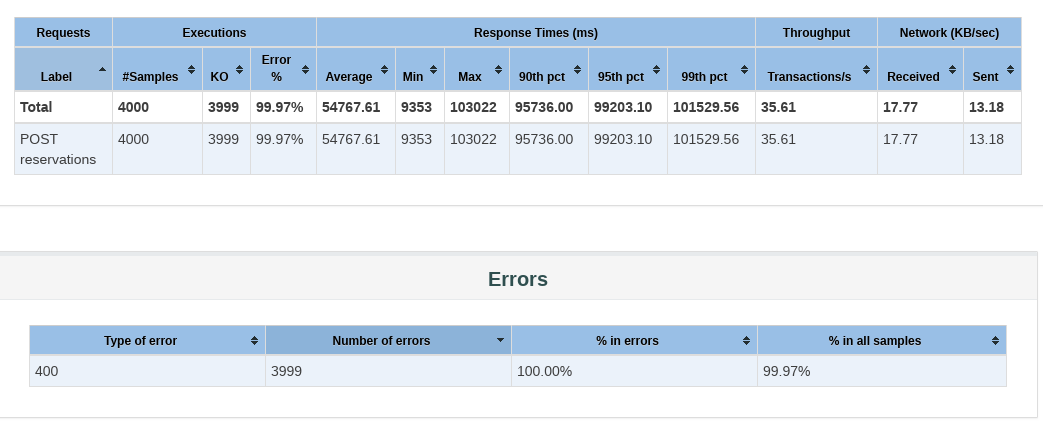 Requests Executions Response Times (ms) Throughput Network (KB/sec)
Label #Samples KO Error % Average Min Max 90th pct 95th pct 99th pct Transactions/s Received Sent
Total 4000 3999 99.97% 54767.61 9353 103022 95736.00 99203.10 101529.56 35.61 17.77 13.18
POST reservations 4000 3999 99.97% 54767.61 9353 103022 95736.00 99203.10 101529.56 35.61 17.77 13.18
Errors
Type of error Number of errors % in errors % in all samples
400 3999 100.00% 99.97%